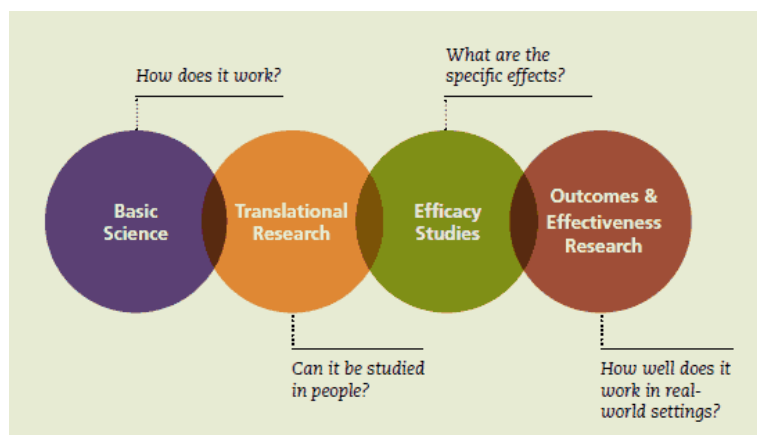 How does it work?
What are the
specific effects?
Basic
Science
Translational
Research
Efficacy
Studies
Outcomes &
Effectiveness
Research
Can it be studied
in people?
How well does it
work in real-
world settings?